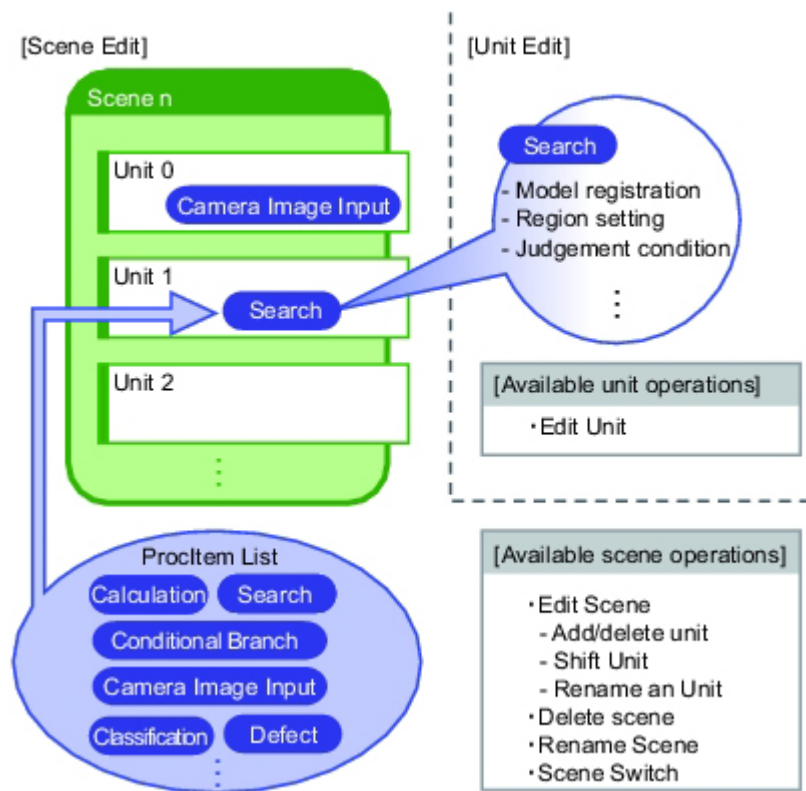 [Scene Edit]
Scene n
Unit 0
Camera Image Input
Unit 1
Search
Unit 2
ProcItem List
Calculation
Search
Conditional Branch
Camera Image Input
Classification
Defect
[Unit Edit]
Search
- Model registration
- Region setting
- Judgement condition
[Available unit operations]
・Edit Unit
[Available scene operations]
・Edit Scene
- Add/delete unit
- Shift Unit
- Rename an Unit
・Delete scene
・Rename Scene
・Scene Switch